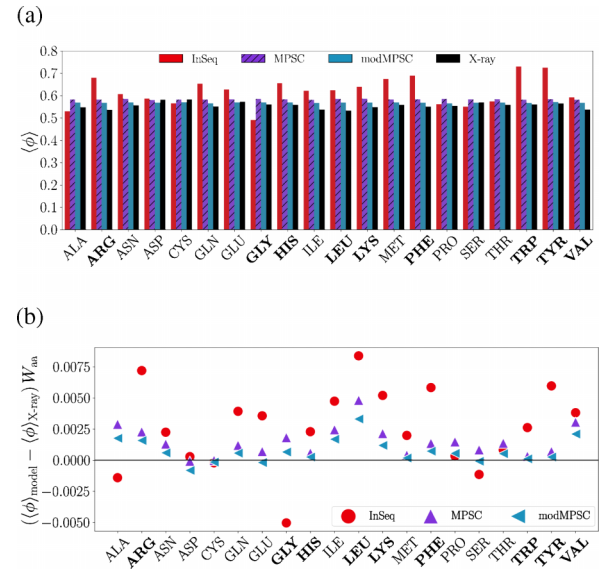 (a)
InSeq MPSC modMPSC X-ray
0.8
0.7
0.6
0.5
0.4
0.3
0.2
0.1
0.0
⟨ϕ⟩
ALA ARG ASN ASP CYS GLN GLU GLY HIS ILE LEU LYS MET PHE PRO SER THR TRP TYR VAL
(b)
0.0075
0.0050
0.0025
0.0000
−0.0025
−0.0050
(⟨ϕ⟩model − ⟨ϕ⟩X-ray) Waa
InSeq MPSC modMPSC
ALA ARG ASN ASP CYS GLN GLU GLY HIS ILE LEU LYS MET PHE PRO SER THR TRP TYR VAL